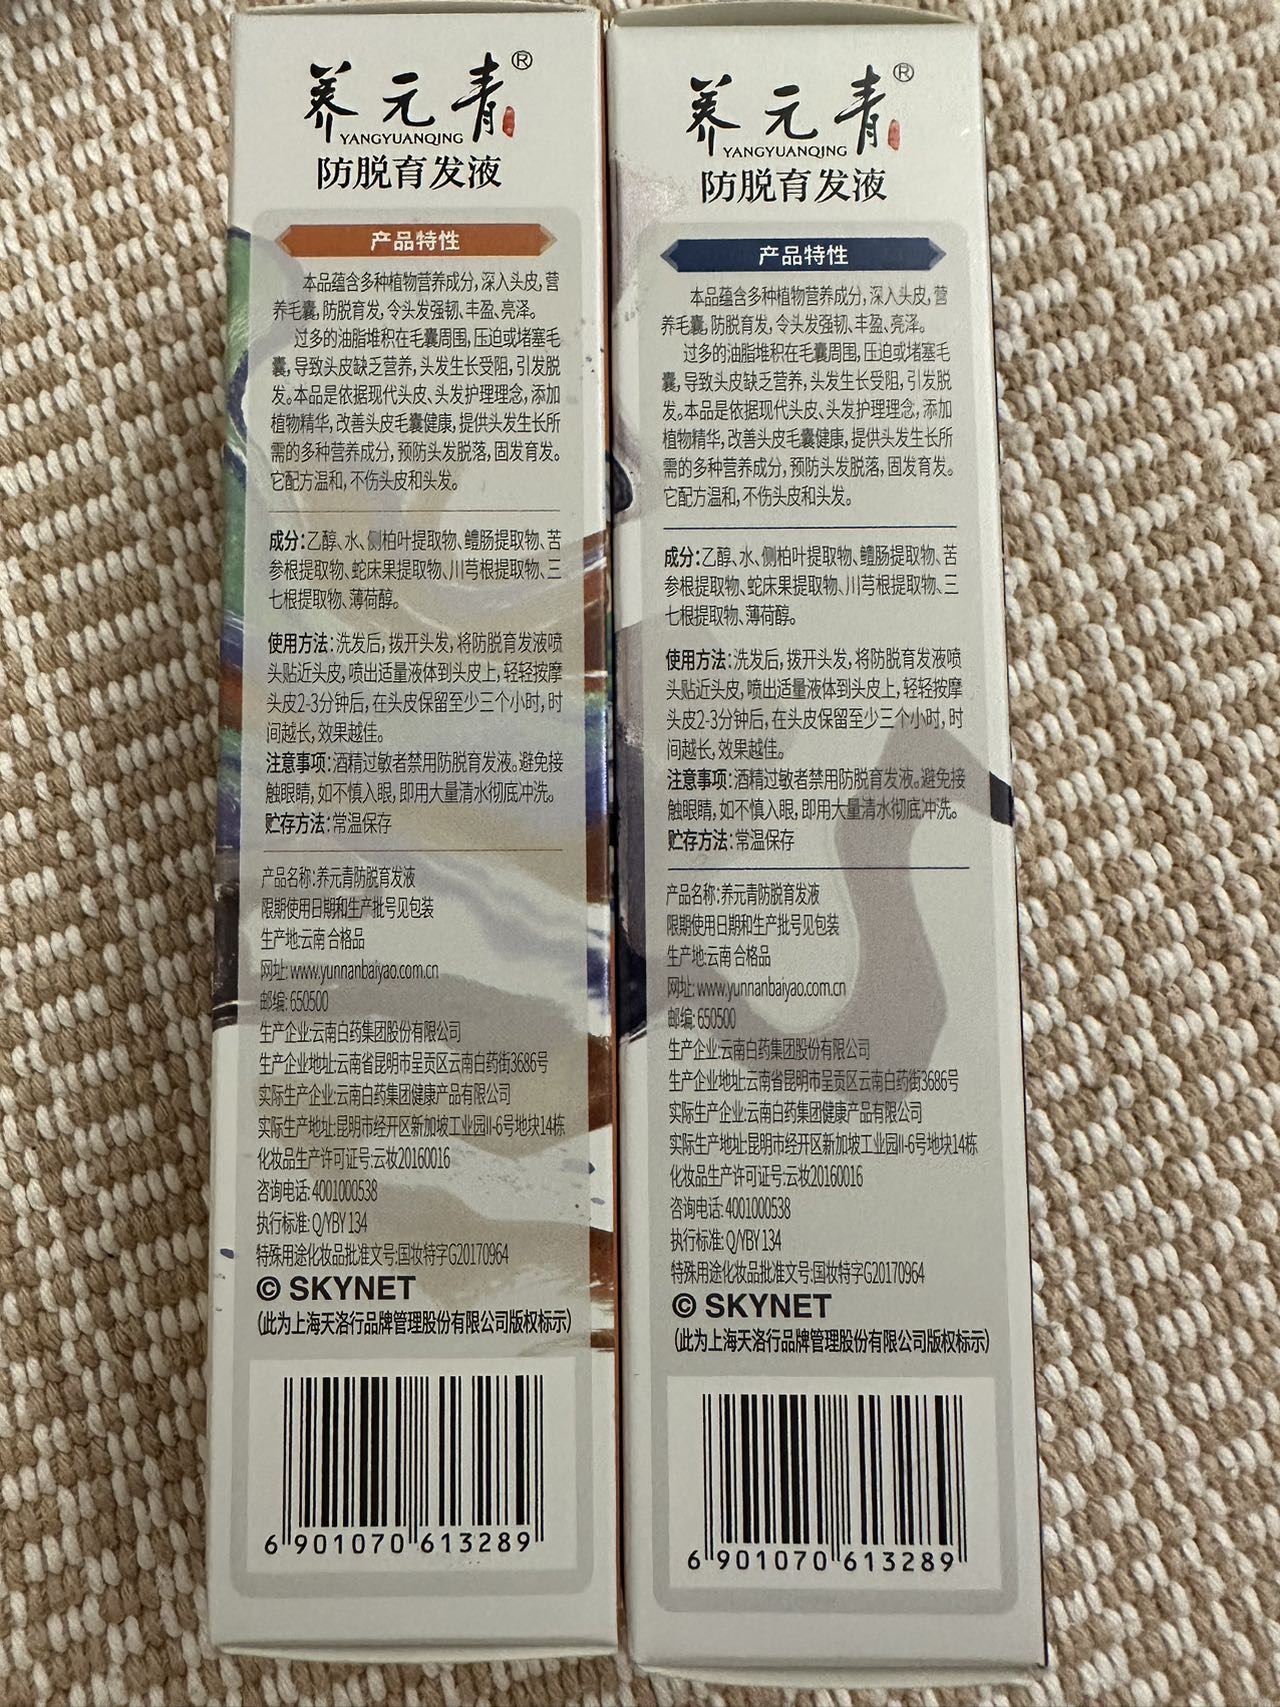 养元青®
YANGYUANQING
防脱育发液
产品特性
本品蕴含多种植物营养成分,深入头皮,营
养毛囊,防脱育发,令头发强韧、丰盈、亮泽。
过多的油脂堆积在毛囊周围,压迫或堵塞毛
囊,导致头皮缺乏营养,头发生长受阻,引发脱
发。本品是依据现代头皮、头发护理理念,添加
植物精华,改善头皮毛囊健康,提供头发生长所
需的多种营养成分,预防头发脱落,固发育发。
它配方温和,不伤头皮和头发。
成分:乙醇、水、侧柏叶提取物、鳢肠提取物、苦
参根提取物、蛇床果提取物、川芎根提取物、三
七根提取物、薄荷醇。
使用方法:洗发后,拨开头发,将防脱育发液喷
头贴近头皮,喷出适量液体到头皮上,轻轻按摩
头皮2-3分钟后,在头皮保留至少三个小时,时
间越长,效果越佳。
注意事项:酒精过敏者禁用防脱育发液。避免接
触眼睛,如不慎入眼,即用大量清水彻底冲洗。
贮存方法:常温保存
产品名称:养元青防脱育发液
限期使用日期和生产批号见包装
生产地:云南 合格品
网址: www.yunnanbaiyao.com.cn
邮编: 650500
生产企业:云南白药集团股份有限公司
生产企业地址:云南省昆明市呈贡区云南白药街3686号
实际生产企业:云南白药集团健康产品有限公司
实际生产地址:昆明市经开区新加坡工业园II-6号地块14栋
化妆品生产许可证号:云妆20160016
咨询电话: 4001000538
执行标准: Q/YBY 134
特殊用途化妆品批准文号:国妆特字G20170964
© SKYNET
(此为上海天洛行品牌管理股份有限公司版权标示)
6 901070 613289
养元青®
YANGYUANQING
防脱育发液
产品特性
本品蕴含多种植物营养成分,深入头皮,营
养毛囊,防脱育发,令头发强韧、丰盈、亮泽。
过多的油脂堆积在毛囊周围,压迫或堵塞毛
囊,导致头皮缺乏营养,头发生长受阻,引发脱
发。本品是依据现代头皮、头发护理理念,添加
植物精华,改善头皮毛囊健康,提供头发生长所
需的多种营养成分,预防头发脱落,固发育发。
它配方温和,不伤头皮和头发。
成分:乙醇、水、侧柏叶提取物、鳢肠提取物、苦
参根提取物、蛇床果提取物、川芎根提取物、三
七根提取物、薄荷醇。
使用方法:洗发后,拨开头发,将防脱育发液喷
头贴近头皮,喷出适量液体到头皮上,轻轻按摩
头皮2-3分钟后,在头皮保留至少三个小时,时
间越长,效果越佳。
注意事项:酒精过敏者禁用防脱育发液。避免接
触眼睛,如不慎入眼,即用大量清水彻底冲洗。
贮存方法:常温保存
产品名称:养元青防脱育发液
限期使用日期和生产批号见包装
生产地:云南 合格品
网址: www.yunnanbaiyao.com.cn
邮编: 650500
生产企业:云南白药集团股份有限公司
生产企业地址:云南省昆明市呈贡区云南白药街3686号
实际生产企业:云南白药集团健康产品有限公司
实际生产地址:昆明市经开区新加坡工业园II-6号地块14栋
化妆品生产许可证号:云妆20160016
咨询电话: 4001000538
执行标准: Q/YBY 134
特殊用途化妆品批准文号:国妆特字G20170964
© SKYNET
(此为上海天洛行品牌管理股份有限公司版权标示)
6 901070 613289